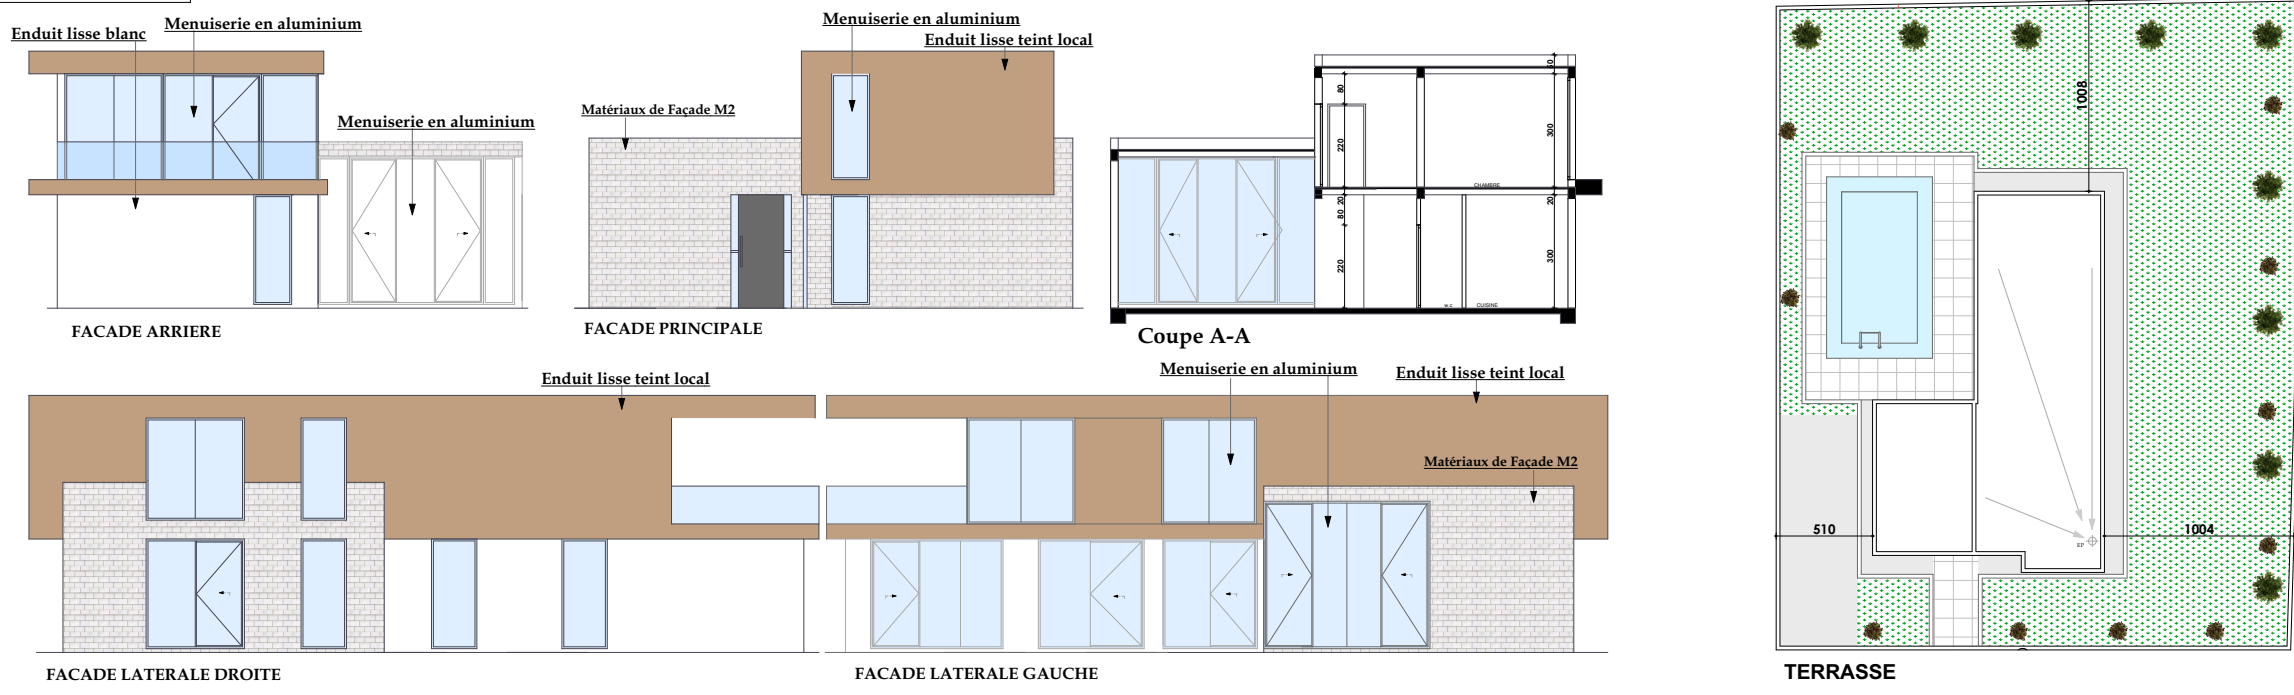 Enduit lisse blanc
Menuiserie en aluminium
Menuiserie en aluminium
FACADE ARRIERE
Menuiserie en aluminium
Enduit lisse teint local
Matériaux de Façade M2
FACADE PRINCIPALE
60
80
220
300
CHAMBRE
20
80
20
220
300
W.C
CUISINE
Coupe A-A
Enduit lisse teint local
FACADE LATERALE DROITE
Menuiserie en aluminium
Enduit lisse teint local
Matériaux de Façade M2
FACADE LATERALE GAUCHE
1008
510
1004
EP
TERRASSE